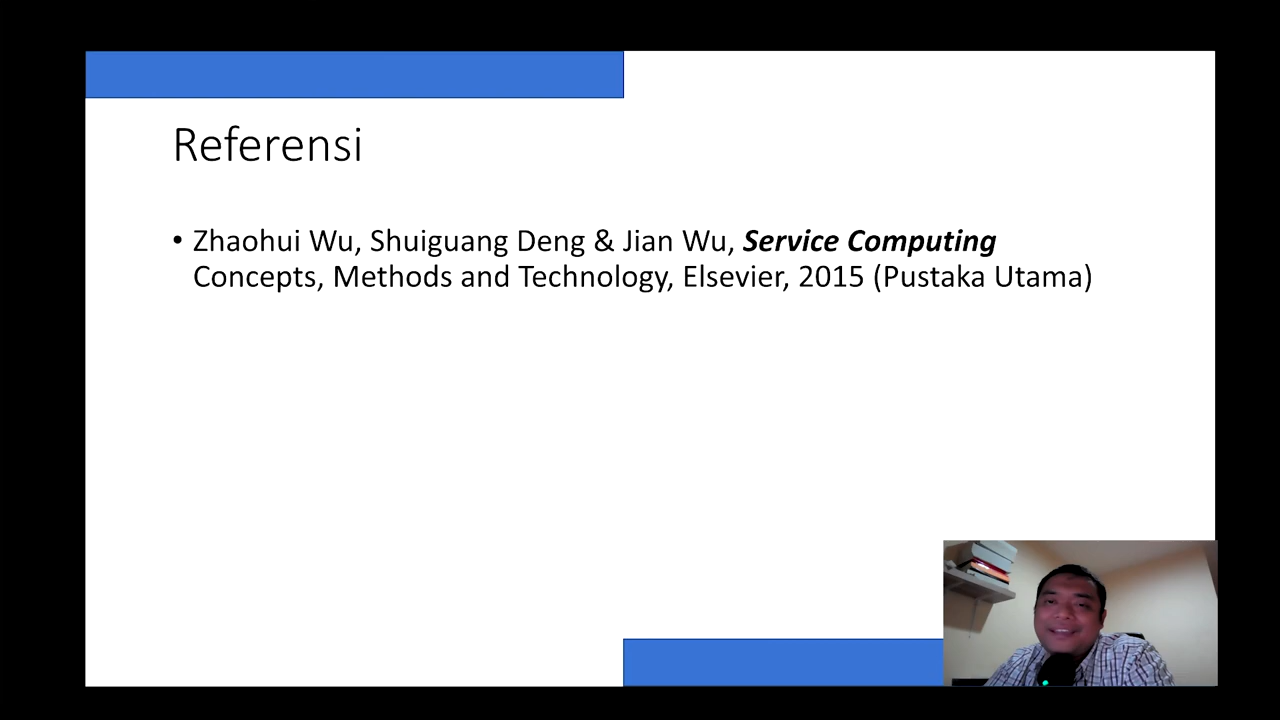 Referensi
• Zhaohui Wu, Shuiguang Deng & Jian Wu, Service Computing
Concepts, Methods and Technology, Elsevier, 2015 (Pustaka Utama)